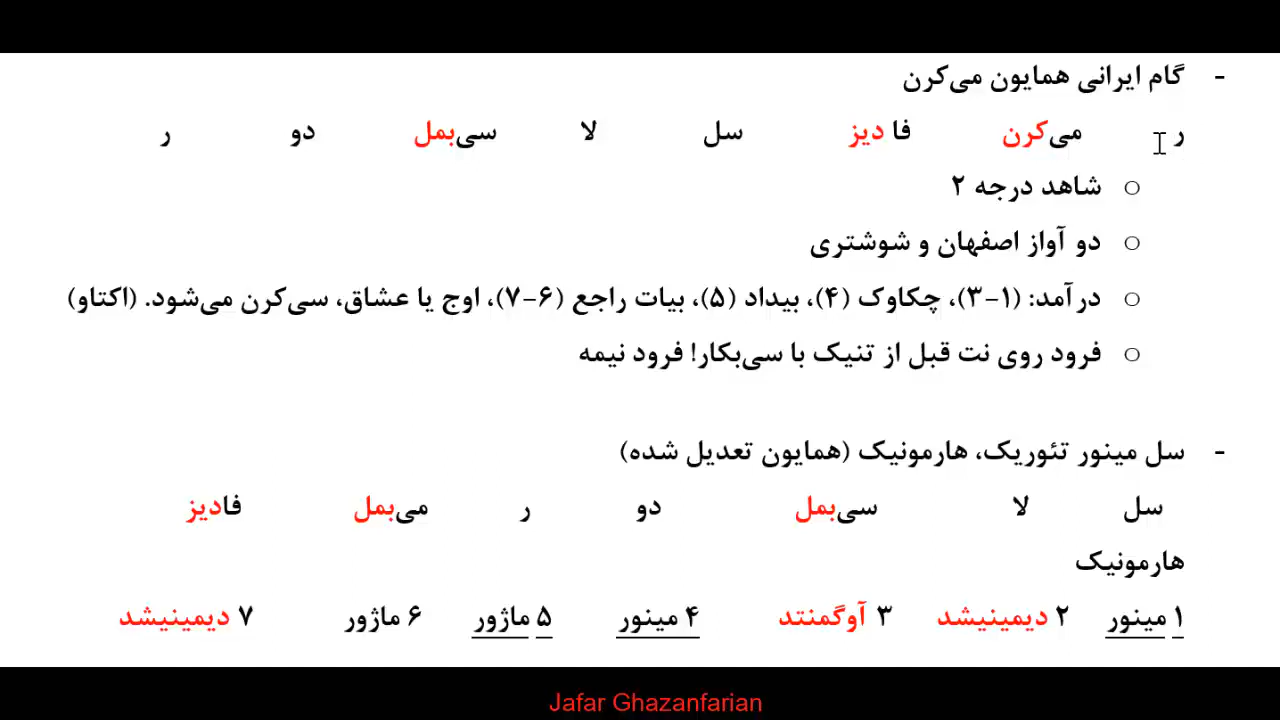 - گام ایرانی همایون می‌کرن
ر می‌کرن فا دیز سل لا سی‌بمل دو ر
○ شاهد درجه ۲
○ دو آواز اصفهان و شوشتری
○ درآمد: (۱-۳)، چکاوک (۴)، بیداد (۵)، بیات راجع (۶-۷)، اوج یا عشاق، سی‌کرن می‌شود. (اکتاو)
○ فرود روی نت قبل از تنیک با سی‌بکار! فرود نیمه
- سل مینور تئوریک، هارمونیک (همایون تعدیل شده)
سل لا سی‌بمل دو ر می‌بمل فادیز
هارمونیک
۱ مینور ۲ دیمینیشد ۳ آوگمنتد ۴ مینور ۵ ماژور ۶ ماژور ۷ دیمینیشد
Jafar Ghazanfarian